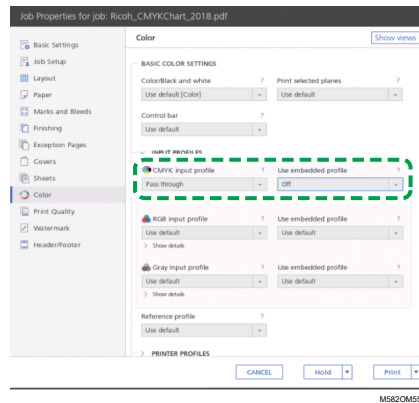 Job Properties for job: Ricoh_CMYKChart_2018.pdf
Basic Settings
Job Setup
Layout
Paper
Marks and Bleeds
Finishing
Exception Pages
Covers
Sheets
Color
Print Quality
Watermark
Header/Footer
Color
Show views
BASIC COLOR SETTINGS
Color/Black and white ? Print selected planes ?
Use default [Color] Use default
Control bar ?
Use default
INPUT PROFILES
CMYK input profile ? Use embedded profile ?
Pass through Off
RGB input profile ? Use embedded profile ?
Use default Use default
Show details
Gray input profile ? Use embedded profile ?
Use default Use default
Show details
Reference profile ?
Use default
PRINTER PROFILES
CANCEL Hold Print